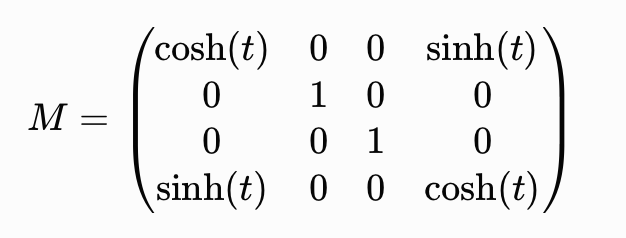 M = 
cosh(t) 0 0 sinh(t)
0 1 0 0
0 0 1 0
sinh(t) 0 0 cosh(t)